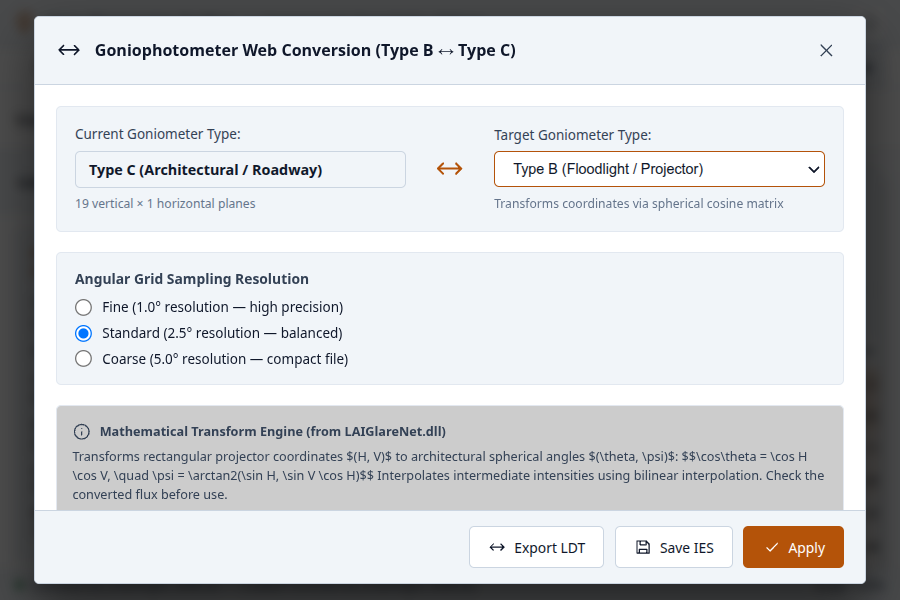 Goniophotometer Web Conversion (Type B ↔ Type C)
Current Goniometer Type:
Type C (Architectural / Roadway)
19 vertical × 1 horizontal planes
Target Goniometer Type:
Type B (Floodlight / Projector)
Transforms coordinates via spherical cosine matrix
Angular Grid Sampling Resolution
Fine (1.0° resolution — high precision)
Standard (2.5° resolution — balanced)
Coarse (5.0° resolution — compact file)
Mathematical Transform Engine (from LAIGlareNet.dll)
Transforms rectangular projector coordinates $(H, V)$ to architectural spherical angles $(\theta, \psi)$: $$\cos\theta = \cos H
\cos V, \quad \psi = \arctan2(\sin H, \sin V \cos H)$$ Interpolates intermediate intensities using bilinear interpolation. Check the
converted flux before use.
Export LDT
Save IES
Apply